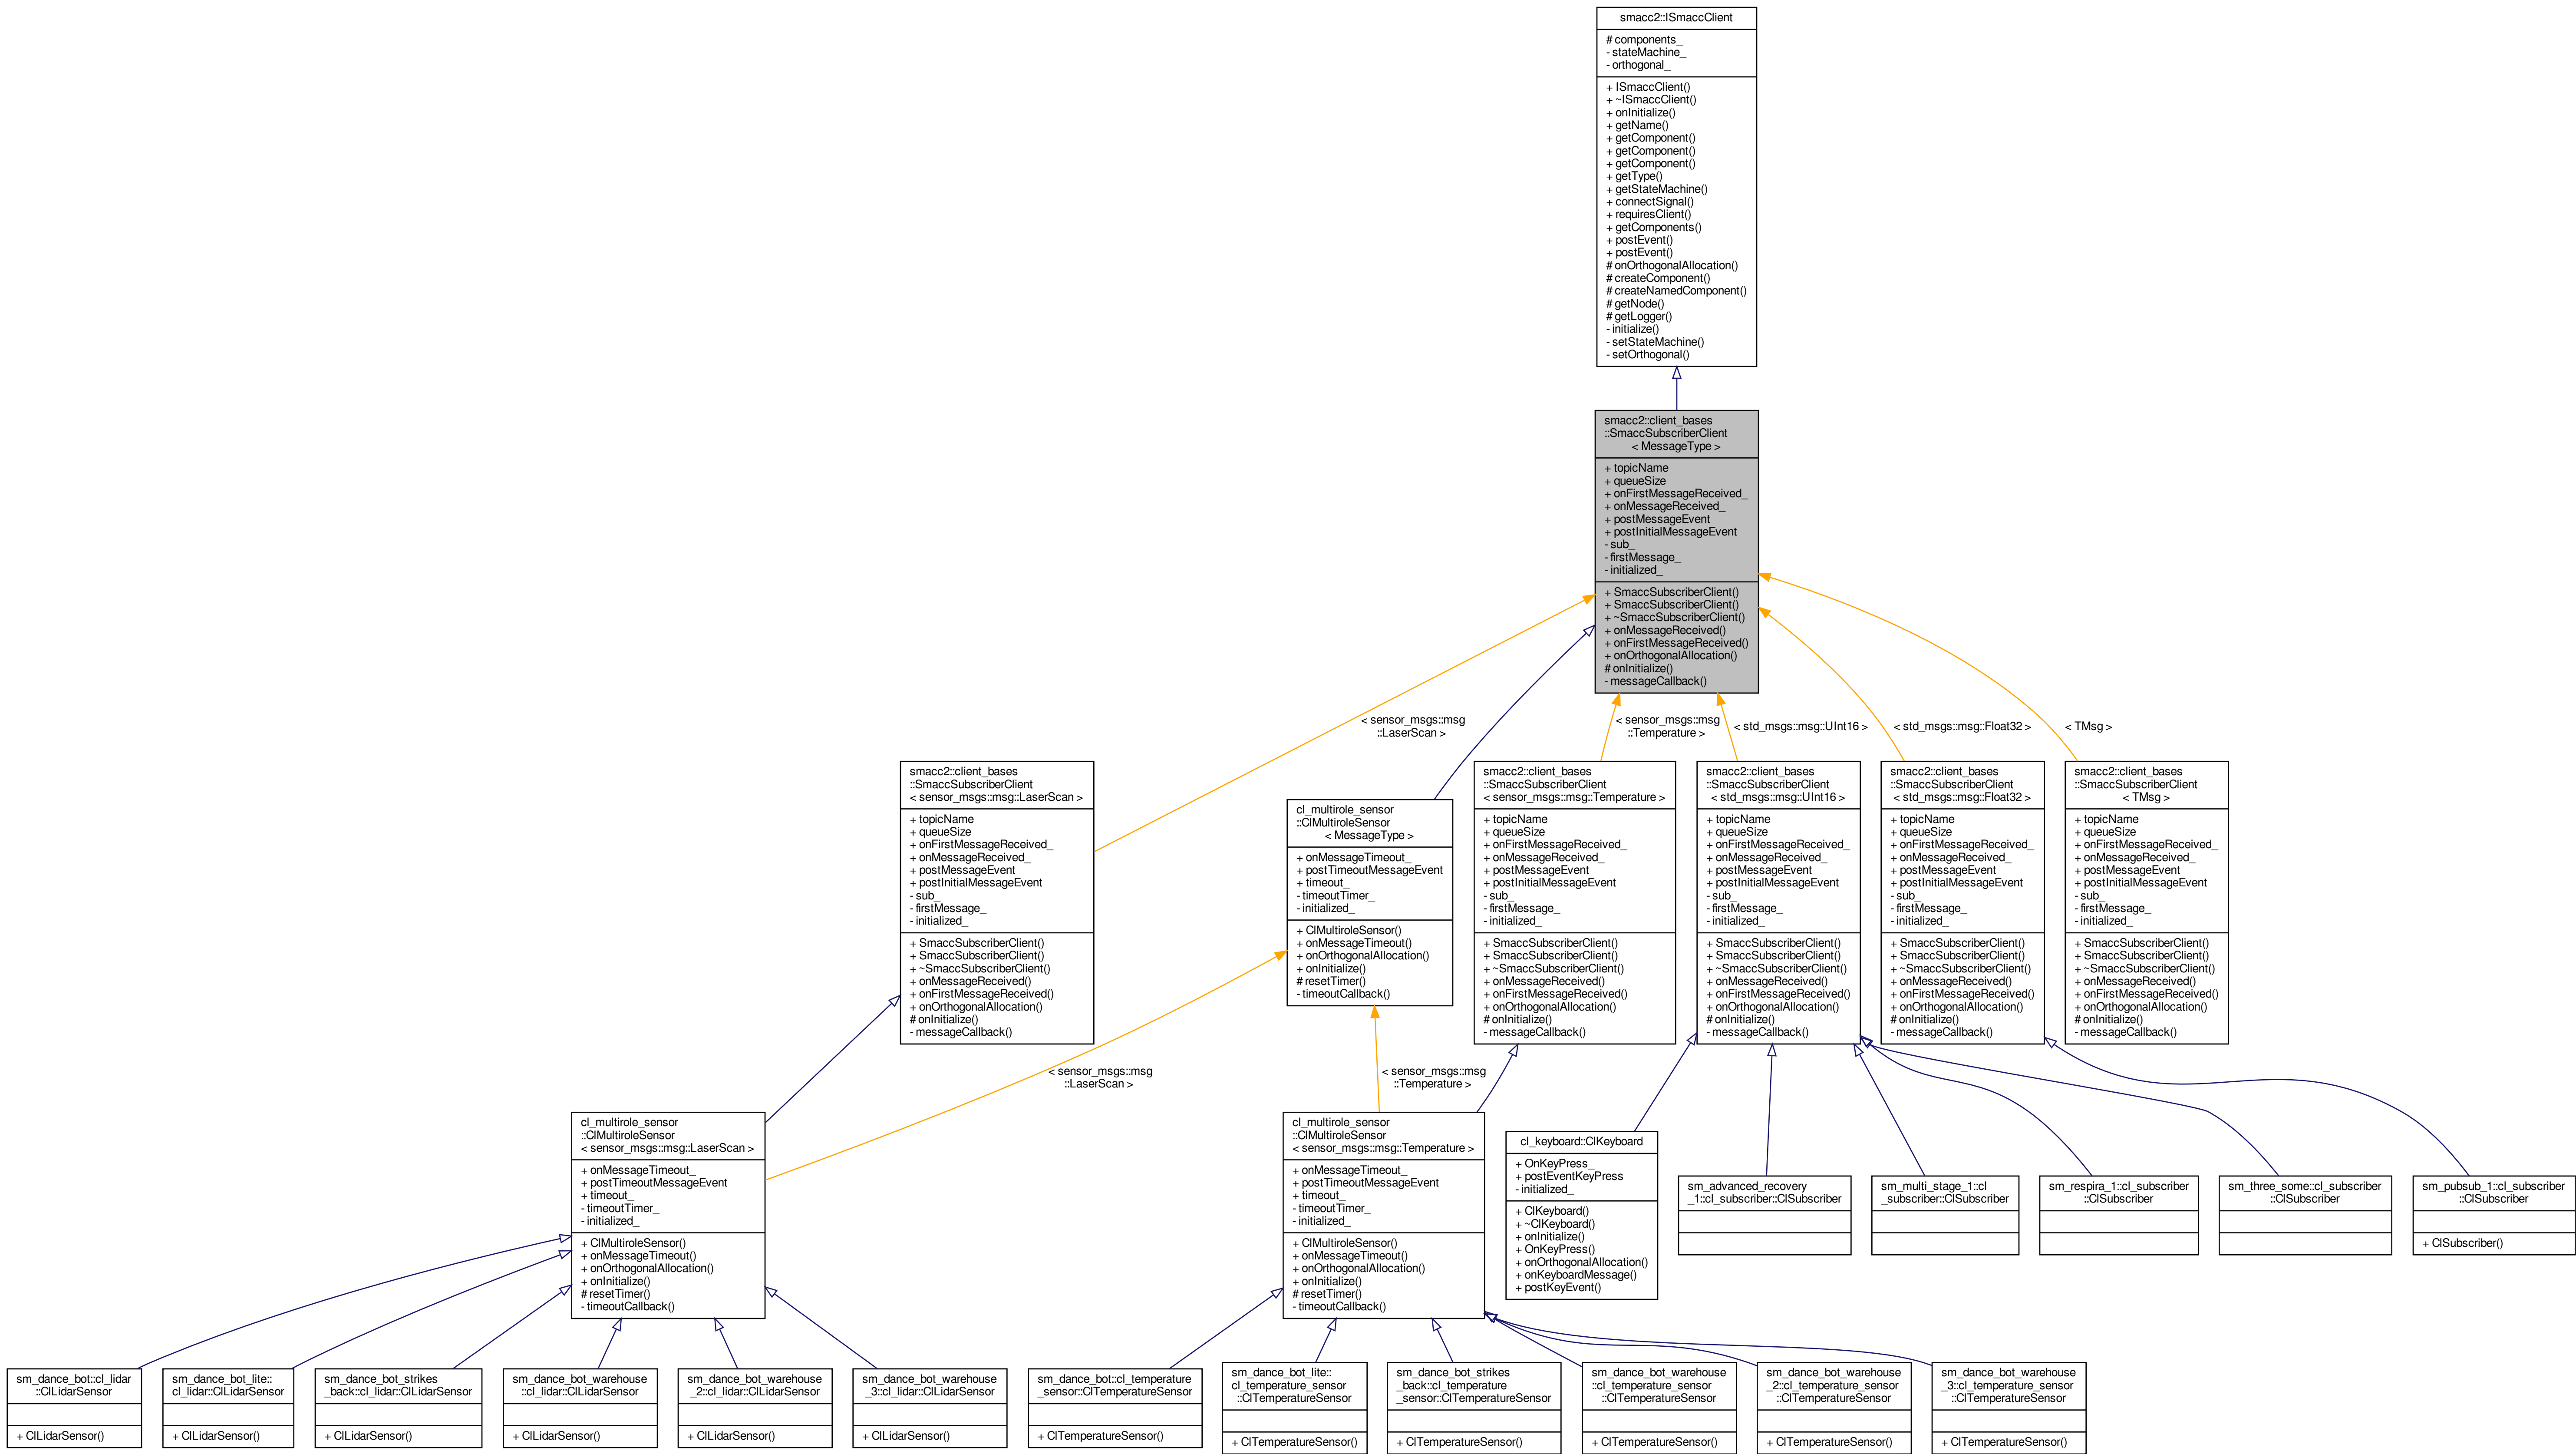 smacc2::ISmaccClient
# components_
- stateMachine_
- orthogonal_
+ ISmaccClient()
+ ~ISmaccClient()
+ onInitialize()
+ getName()
+ getComponent()
+ getComponent()
+ getComponent()
+ getType()
+ getStateMachine()
+ connectSignal()
+ requiresClient()
+ getComponents()
+ postEvent()
+ postEvent()
# onOrthogonalAllocation()
# createComponent()
# createNamedComponent()
# getNode()
# getLogger()
- initialize()
- setStateMachine()
- setOrthogonal()
smacc2::client_bases
::SmaccSubscriberClient
< MessageType >
+ topicName
+ queueSize
+ onFirstMessageReceived_
+ onMessageReceived_
+ postMessageEvent
+ postInitialMessageEvent
- sub_
- firstMessage_
- initialized_
+ SmaccSubscriberClient()
+ SmaccSubscriberClient()
+ ~SmaccSubscriberClient()
+ onMessageReceived()
+ onFirstMessageReceived()
+ onOrthogonalAllocation()
# onInitialize()
- messageCallback()
< sensor_msgs::msg
::LaserScan >
< sensor_msgs::msg
::Temperature >
< std_msgs::msg::UInt16 >
< std_msgs::msg::Float32 >
< TMsg >
smacc2::client_bases
::SmaccSubscriberClient
< sensor_msgs::msg::LaserScan >
+ topicName
+ queueSize
+ onFirstMessageReceived_
+ onMessageReceived_
+ postMessageEvent
+ postInitialMessageEvent
- sub_
- firstMessage_
- initialized_
+ SmaccSubscriberClient()
+ SmaccSubscriberClient()
+ ~SmaccSubscriberClient()
+ onMessageReceived()
+ onFirstMessageReceived()
+ onOrthogonalAllocation()
# onInitialize()
- messageCallback()
cl_multirole_sensor
::ClMultiroleSensor
< MessageType >
+ onMessageTimeout_
+ postTimeoutMessageEvent
+ timeout_
- timeoutTimer_
- initialized_
+ ClMultiroleSensor()
+ onMessageTimeout()
+ onOrthogonalAllocation()
+ onInitialize()
# resetTimer()
- timeoutCallback()
smacc2::client_bases
::SmaccSubscriberClient
< sensor_msgs::msg::Temperature >
+ topicName
+ queueSize
+ onFirstMessageReceived_
+ onMessageReceived_
+ postMessageEvent
+ postInitialMessageEvent
- sub_
- firstMessage_
- initialized_
+ SmaccSubscriberClient()
+ SmaccSubscriberClient()
+ ~SmaccSubscriberClient()
+ onMessageReceived()
+ onFirstMessageReceived()
+ onOrthogonalAllocation()
# onInitialize()
- messageCallback()
smacc2::client_bases
::SmaccSubscriberClient
< std_msgs::msg::UInt16 >
+ topicName
+ queueSize
+ onFirstMessageReceived_
+ onMessageReceived_
+ postMessageEvent
+ postInitialMessageEvent
- sub_
- firstMessage_
- initialized_
+ SmaccSubscriberClient()
+ SmaccSubscriberClient()
+ ~SmaccSubscriberClient()
+ onMessageReceived()
+ onFirstMessageReceived()
+ onOrthogonalAllocation()
# onInitialize()
- messageCallback()
smacc2::client_bases
::SmaccSubscriberClient
< std_msgs::msg::Float32 >
+ topicName
+ queueSize
+ onFirstMessageReceived_
+ onMessageReceived_
+ postMessageEvent
+ postInitialMessageEvent
- sub_
- firstMessage_
- initialized_
+ SmaccSubscriberClient()
+ SmaccSubscriberClient()
+ ~SmaccSubscriberClient()
+ onMessageReceived()
+ onFirstMessageReceived()
+ onOrthogonalAllocation()
# onInitialize()
- messageCallback()
smacc2::client_bases
::SmaccSubscriberClient
< TMsg >
+ topicName
+ queueSize
+ onFirstMessageReceived_
+ onMessageReceived_
+ postMessageEvent
+ postInitialMessageEvent
- sub_
- firstMessage_
- initialized_
+ SmaccSubscriberClient()
+ SmaccSubscriberClient()
+ ~SmaccSubscriberClient()
+ onMessageReceived()
+ onFirstMessageReceived()
+ onOrthogonalAllocation()
# onInitialize()
- messageCallback()
< sensor_msgs::msg
::LaserScan >
< sensor_msgs::msg
::Temperature >
cl_multirole_sensor
::ClMultiroleSensor
< sensor_msgs::msg::LaserScan >
+ onMessageTimeout_
+ postTimeoutMessageEvent
+ timeout_
- timeoutTimer_
- initialized_
+ ClMultiroleSensor()
+ onMessageTimeout()
+ onOrthogonalAllocation()
+ onInitialize()
# resetTimer()
- timeoutCallback()
cl_multirole_sensor
::ClMultiroleSensor
< sensor_msgs::msg::Temperature >
+ onMessageTimeout_
+ postTimeoutMessageEvent
+ timeout_
- timeoutTimer_
- initialized_
+ ClMultiroleSensor()
+ onMessageTimeout()
+ onOrthogonalAllocation()
+ onInitialize()
# resetTimer()
- timeoutCallback()
cl_keyboard::ClKeyboard
+ OnKeyPress_
+ postEventKeyPress
- initialized_
+ ClKeyboard()
+ ~ClKeyboard()
+ onInitialize()
+ OnKeyPress()
+ onOrthogonalAllocation()
+ onKeyboardMessage()
+ postKeyEvent()
sm_advanced_recovery
_1::cl_subscriber::ClSubscriber
sm_multi_stage_1::cl
_subscriber::ClSubscriber
sm_respira_1::cl_subscriber
::ClSubscriber
sm_three_some::cl_subscriber
::ClSubscriber
sm_pubsub_1::cl_subscriber
::ClSubscriber
+ ClSubscriber()
sm_dance_bot::cl_lidar
::ClLidarSensor
+ ClLidarSensor()
sm_dance_bot_lite::
cl_lidar::ClLidarSensor
+ ClLidarSensor()
sm_dance_bot_strikes
_back::cl_lidar::ClLidarSensor
+ ClLidarSensor()
sm_dance_bot_warehouse
::cl_lidar::ClLidarSensor
+ ClLidarSensor()
sm_dance_bot_warehouse
_2::cl_lidar::ClLidarSensor
+ ClLidarSensor()
sm_dance_bot_warehouse
_3::cl_lidar::ClLidarSensor
+ ClLidarSensor()
sm_dance_bot::cl_temperature
_sensor::ClTemperatureSensor
+ ClTemperatureSensor()
sm_dance_bot_lite::
cl_temperature_sensor
::ClTemperatureSensor
+ ClTemperatureSensor()
sm_dance_bot_strikes
_back::cl_temperature
_sensor::ClTemperatureSensor
+ ClTemperatureSensor()
sm_dance_bot_warehouse
::cl_temperature_sensor
::ClTemperatureSensor
+ ClTemperatureSensor()
sm_dance_bot_warehouse
_2::cl_temperature_sensor
::ClTemperatureSensor
+ ClTemperatureSensor()
sm_dance_bot_warehouse
_3::cl_temperature_sensor
::ClTemperatureSensor
+ ClTemperatureSensor()